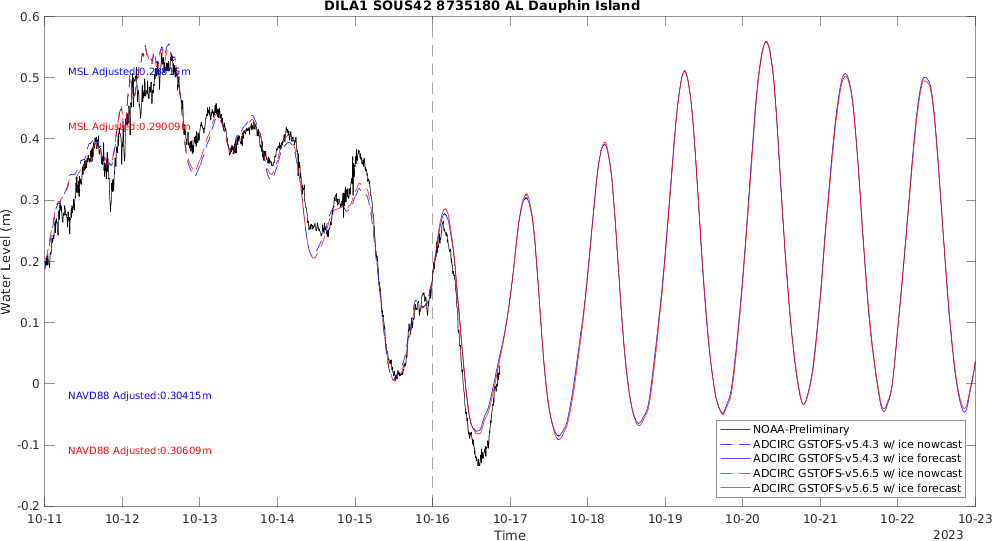 DILA1 SOUS42 8735180 AL Dauphin Island
Water Level (m)
0.6
0.5
0.4
0.3
0.2
0.1
0
-0.1
-0.2
MSL Adjusted:
MSL Adjusted:0.29009m
NAVD88 Adjusted:0.30415m
NAVD88 Adjusted:0.30609m
NOAA-Preliminary
ADCIRC GSTOFS-v5.4.3 w/ ice nowcast
ADCIRC GSTOFS-v5.4.3 w/ ice forecast
ADCIRC GSTOFS-v5.6.5 w/ ice nowcast
ADCIRC GSTOFS-v5.6.5 w/ ice forecast
10-11 10-12 10-13 10-14 10-15 10-16 10-17 10-18 10-19 10-20 10-21 10-22 10-23
Time
2023